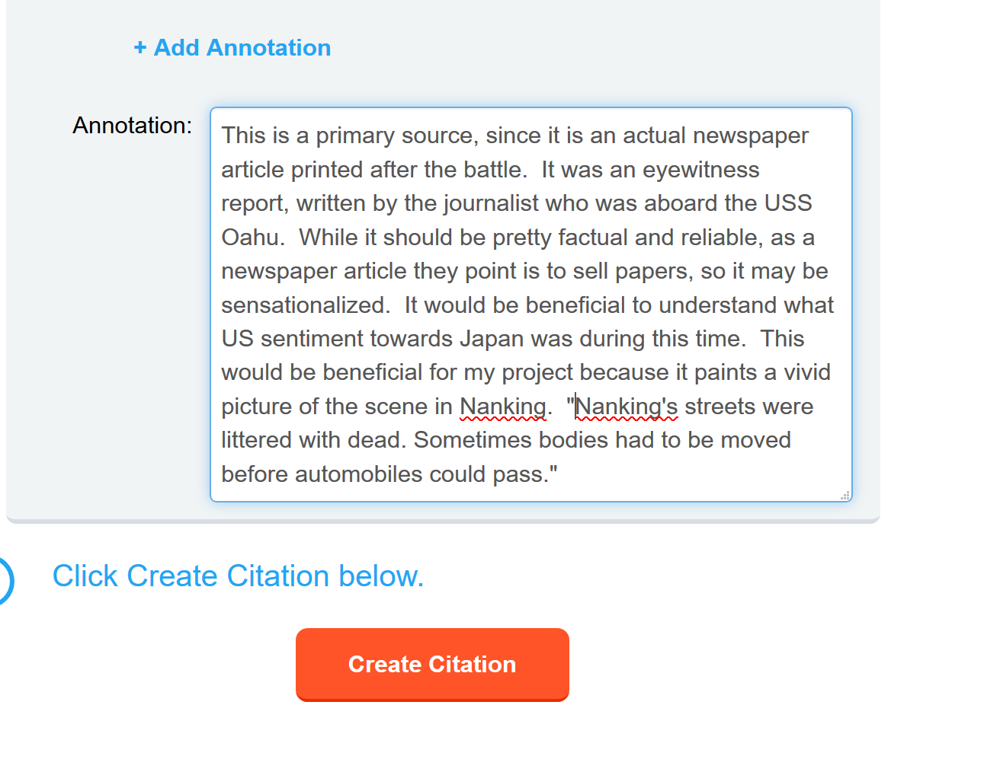 + Add Annotation
Annotation:
This is a primary source, since it is an actual newspaper
article printed after the battle.  It was an eyewitness
report, written by the journalist who was aboard the USS
Oahu.  While it should be pretty factual and reliable, as a
newspaper article they point is to sell papers, so it may be
sensationalized.  It would be beneficial to understand what
US sentiment towards Japan was during this time.  This
would be beneficial for my project because it paints a vivid
picture of the scene in Nanking.  "Nanking's streets were
littered with dead. Sometimes bodies had to be moved
before automobiles could pass."
Click Create Citation below.
Create Citation